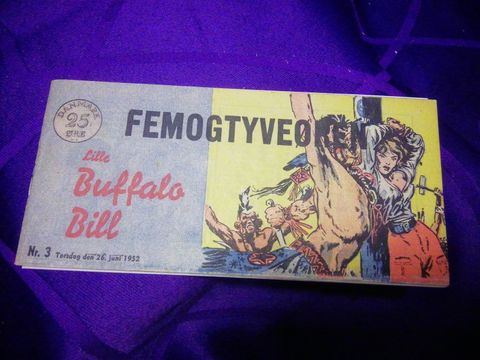 DANMARK
25
ØRE
FEMOGTYVEØREN
Lille
Buffalo
Bill
Nr. 3 Torsdag den 26. juni 1952